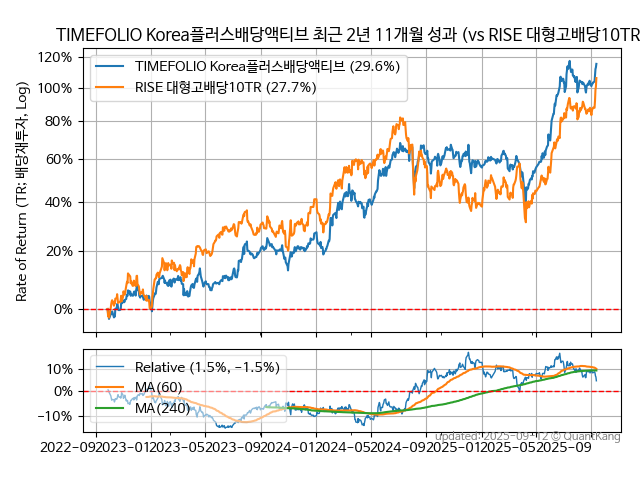 TIMEFOLIO Korea플러스배당액티브 최근 2년 11개월 성과 (vs RISE 대형고배당10TR
Rate of Return (TR: 배당재투자, Log)
120%
100%
80%
60%
40%
20%
0%
TIMEFOLIO Korea플러스배당액티브 (29.6%)
RISE 대형고배당10TR (27.7%)
10%
0%
-10%
Relative (1.5%, -1.5%)
MA(60)
MA(240)
2022-09 2023-01 2023-05 2023-09 2024-01 2024-05 2024-09 2025-01 2025-05 2025-09
updated: 2025-09-12 © QuantKang